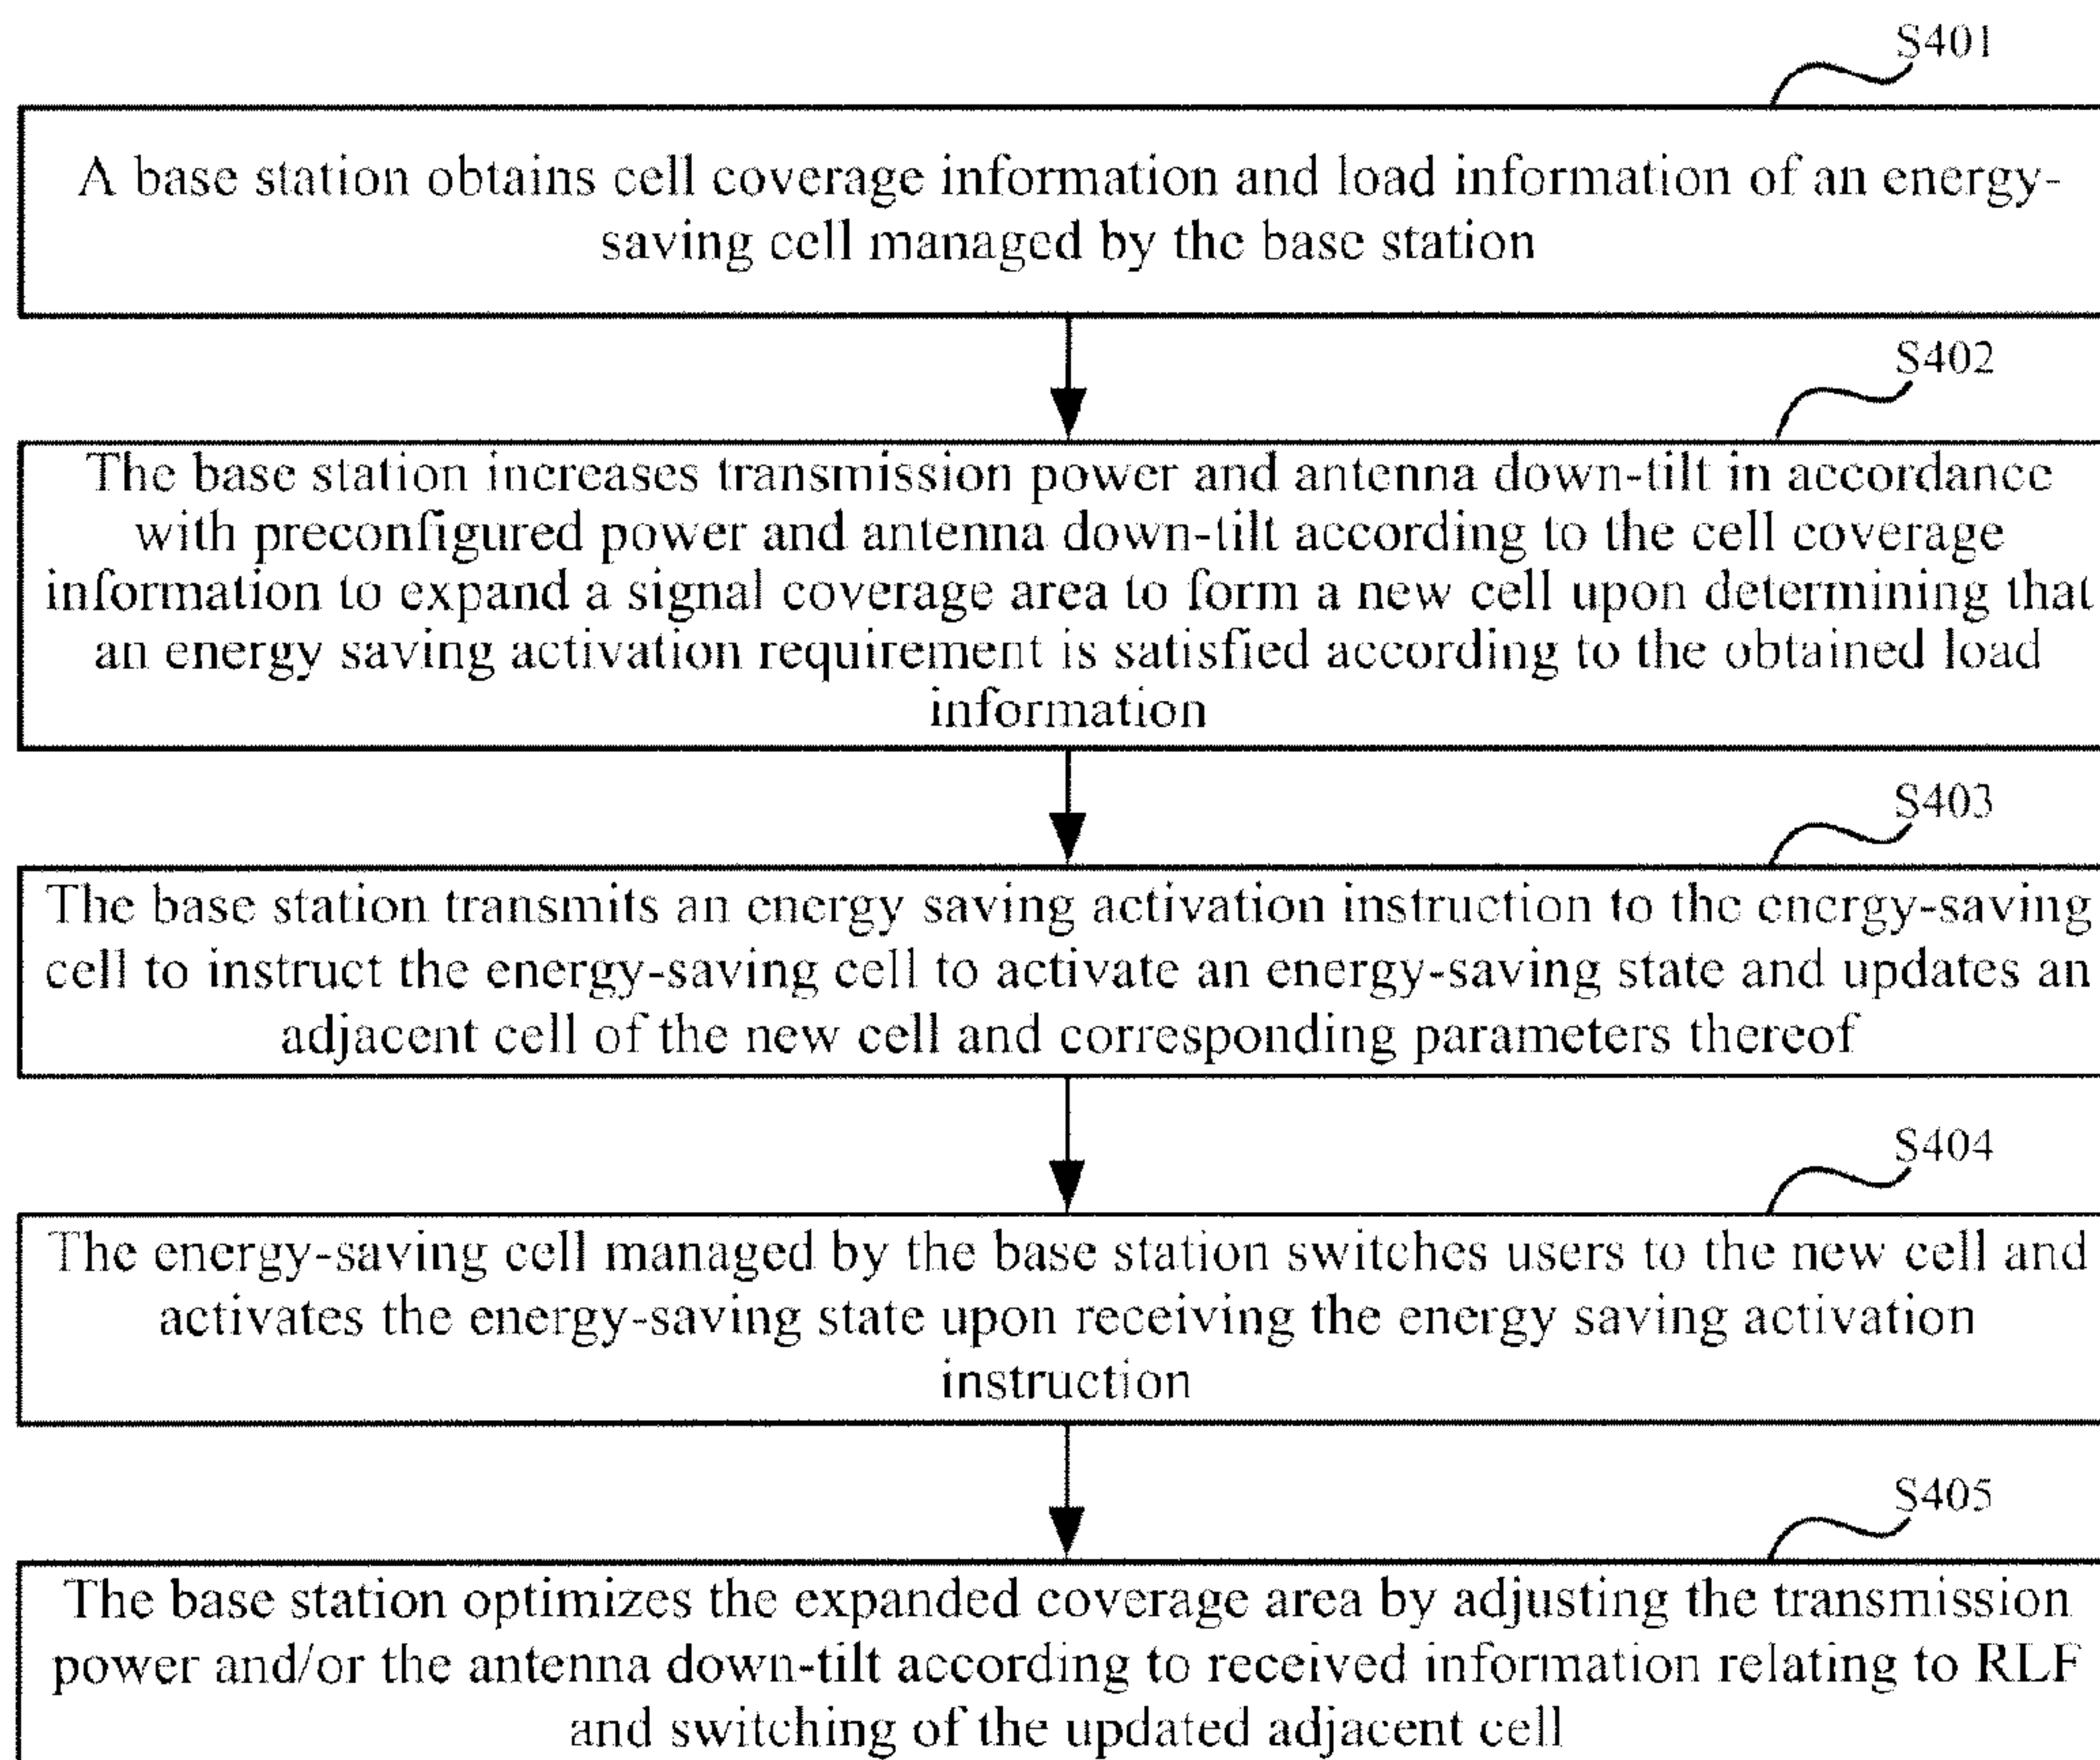 S401
A base station obtains cell coverage information and load information of an energy-
saving cell managed by the base station
S402
The base station increases transmission power and antenna down-tilt in accordance
with preconfigured power and antenna down-tilt according to the cell coverage
information to expand a signal coverage area to form a new cell upon determining that
an energy saving activation requirement is satisfied according to the obtained load
information
S403
The base station transmits an energy saving activation instruction to the energy-saving
cell to instruct the energy-saving cell to activate an energy-saving state and updates an
adjacent cell of the new cell and corresponding parameters thereof
S404
The energy-saving cell managed by the base station switches users to the new cell and
activates the energy-saving state upon receiving the energy saving activation
instruction
S405
The base station optimizes the expanded coverage area by adjusting the transmission
power and/or the antenna down-tilt according to received information relating to RLF
and switching of the updated adjacent cell